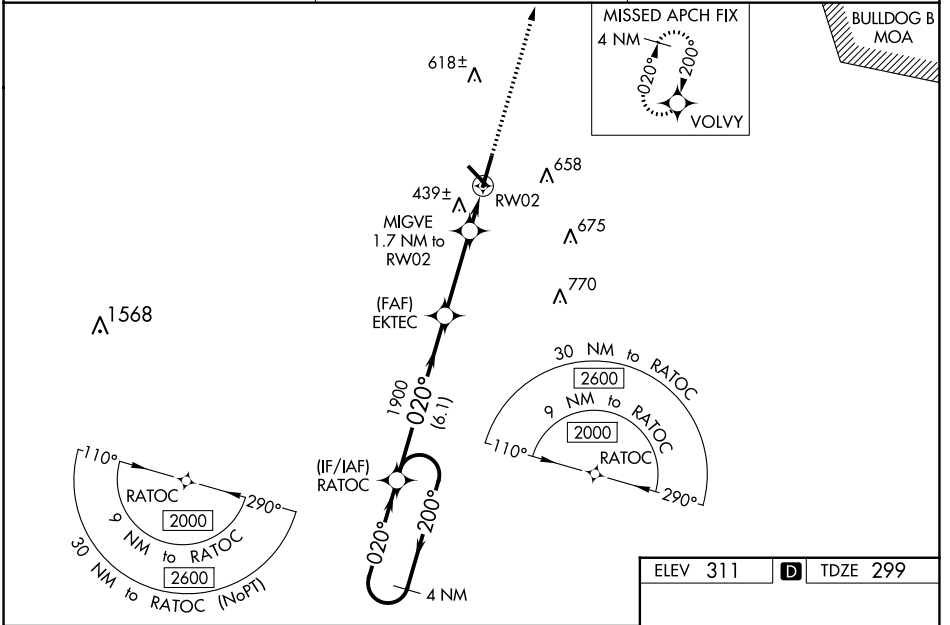 MISSED APCH FIX
4 NM
020°
200°
VOLVY
BULLDOG B
MOA
618±
658
439±
RW02
MIGVE
1.7 NM to
RW02
675
770
(FAF)
EKTEC
1568
1900
020°
(6.1)
30 NM to RATOC
2600
9 NM to RATOC
2000
110°
RATOC
290°
(IF/IAF)
RATOC
020°
200°
4 NM
110°
RATOC
290°
2000
9 NM to RATOC
2600
30 NM to RATOC (NoPT)
ELEV 311 D TDZE 299